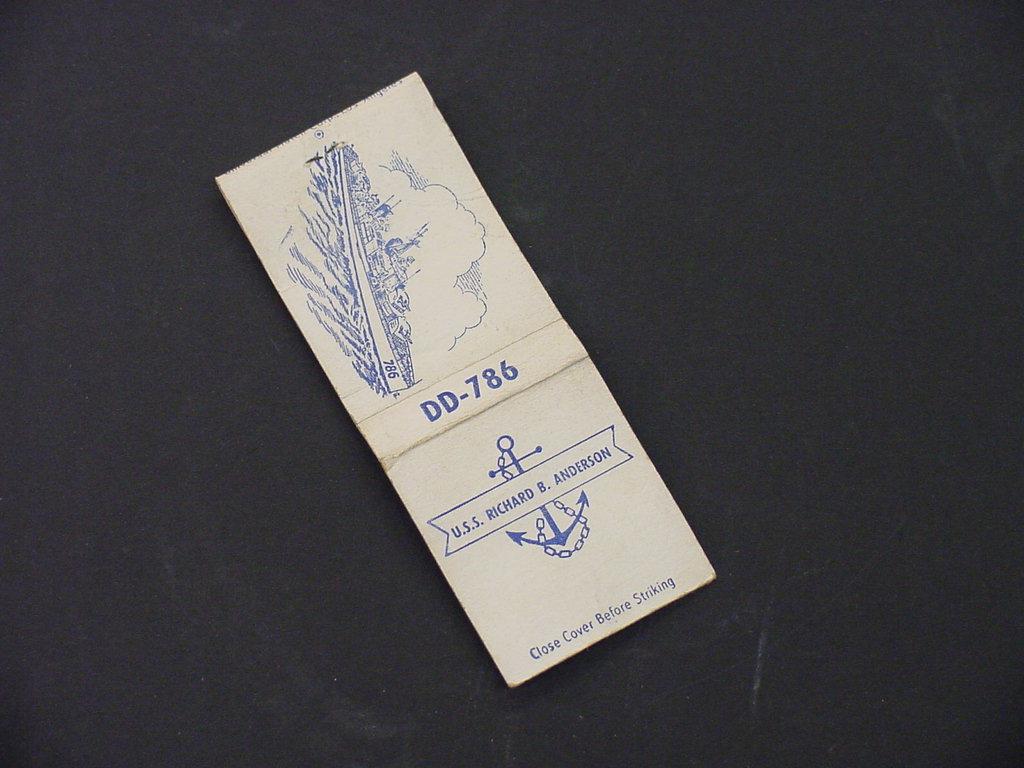 786
DD-786
U.S.S. RICHARD B. ANDERSON
Close Cover Before Striking